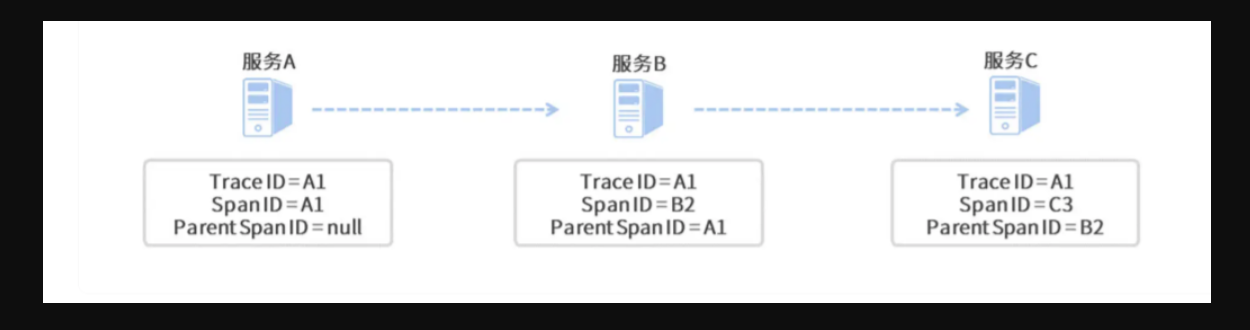 服务A
服务B
服务C
Trace ID=A1
Span ID=A1
Parent Span ID=null
Trace ID=A1
Span ID=B2
Parent Span ID=A1
Trace ID=A1
Span ID=C3
Parent Span ID=B2